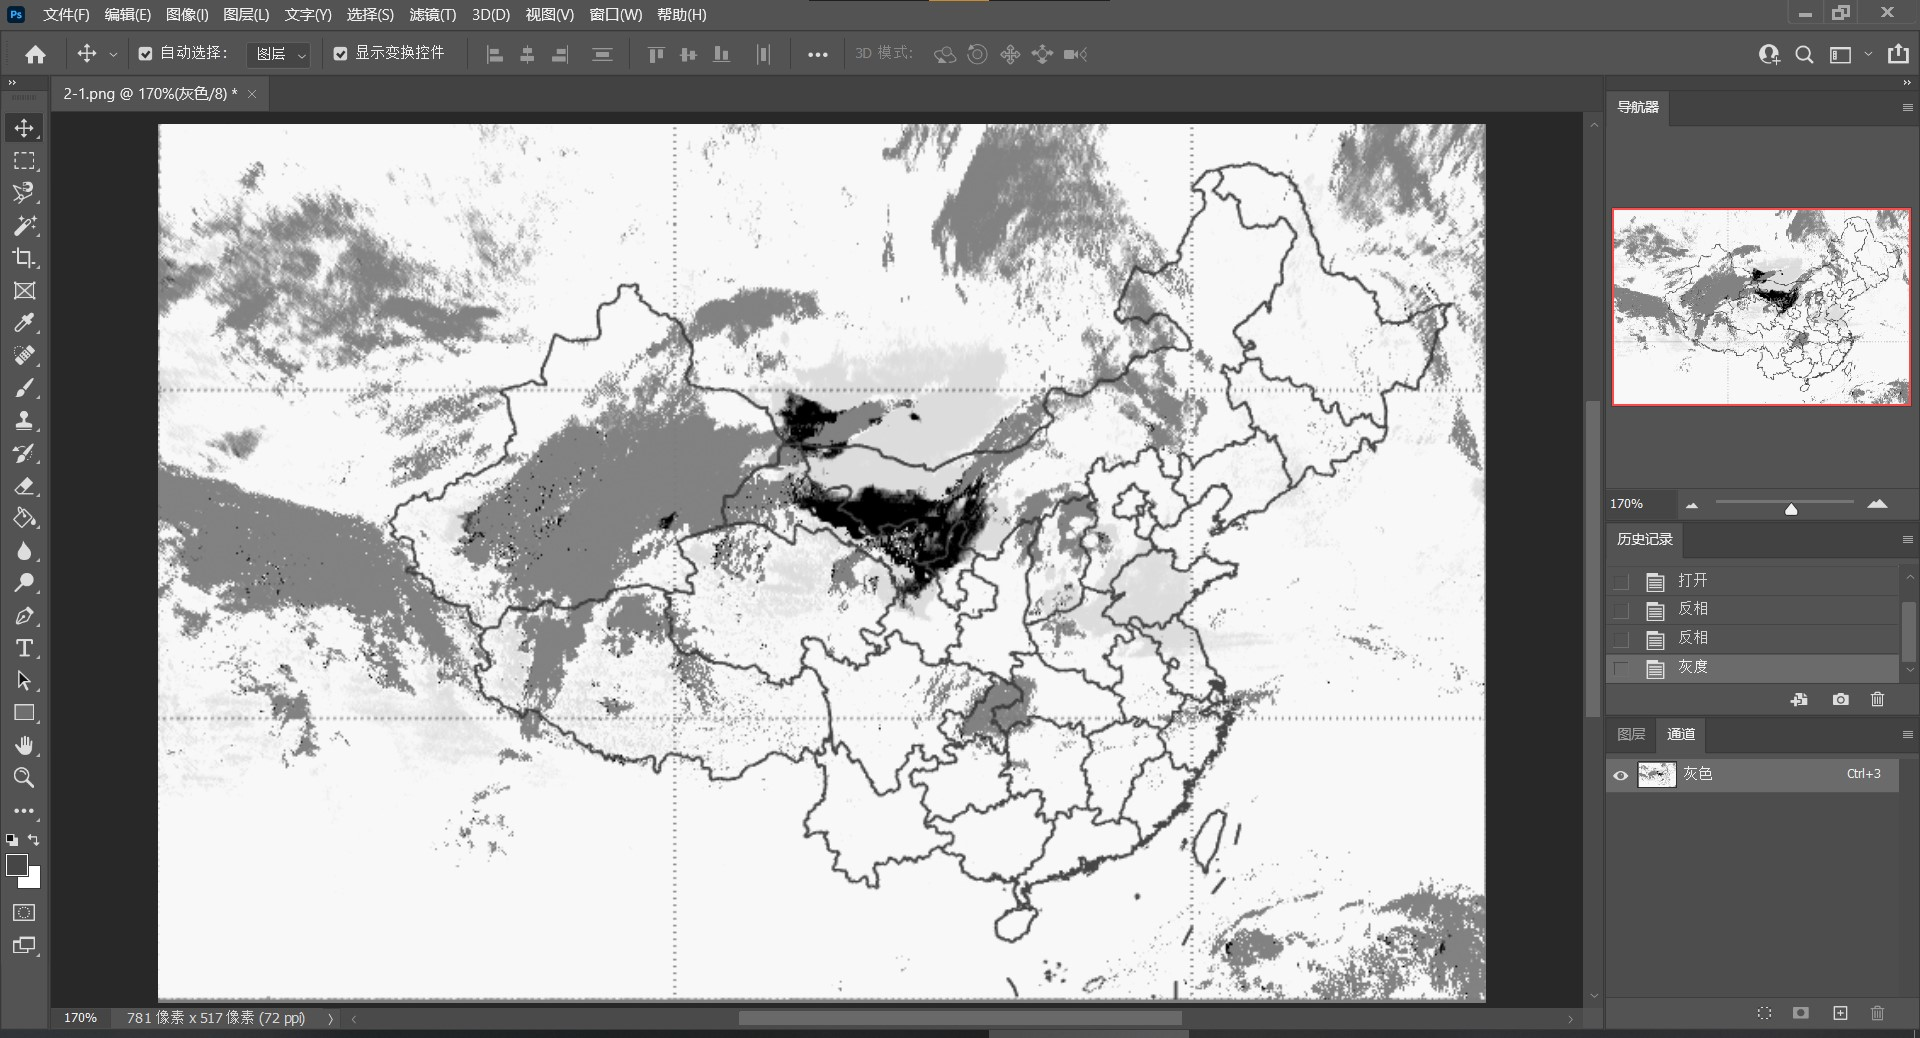 Ps 文件(F) 编辑(E) 图像(I) 图层(L) 文字(Y) 选择(S) 滤镜(T) 3D(D) 视图(V) 窗口(W) 帮助(H)
自动选择： 图层 显示变换控件 3D 模式：
2-1.png @ 170%(灰色/8) *
导航器
170%
历史记录
打开
反相
反相
灰度
图层 通道
灰色 Ctrl+3
170% 781 像素 x 517 像素 (72 ppi)